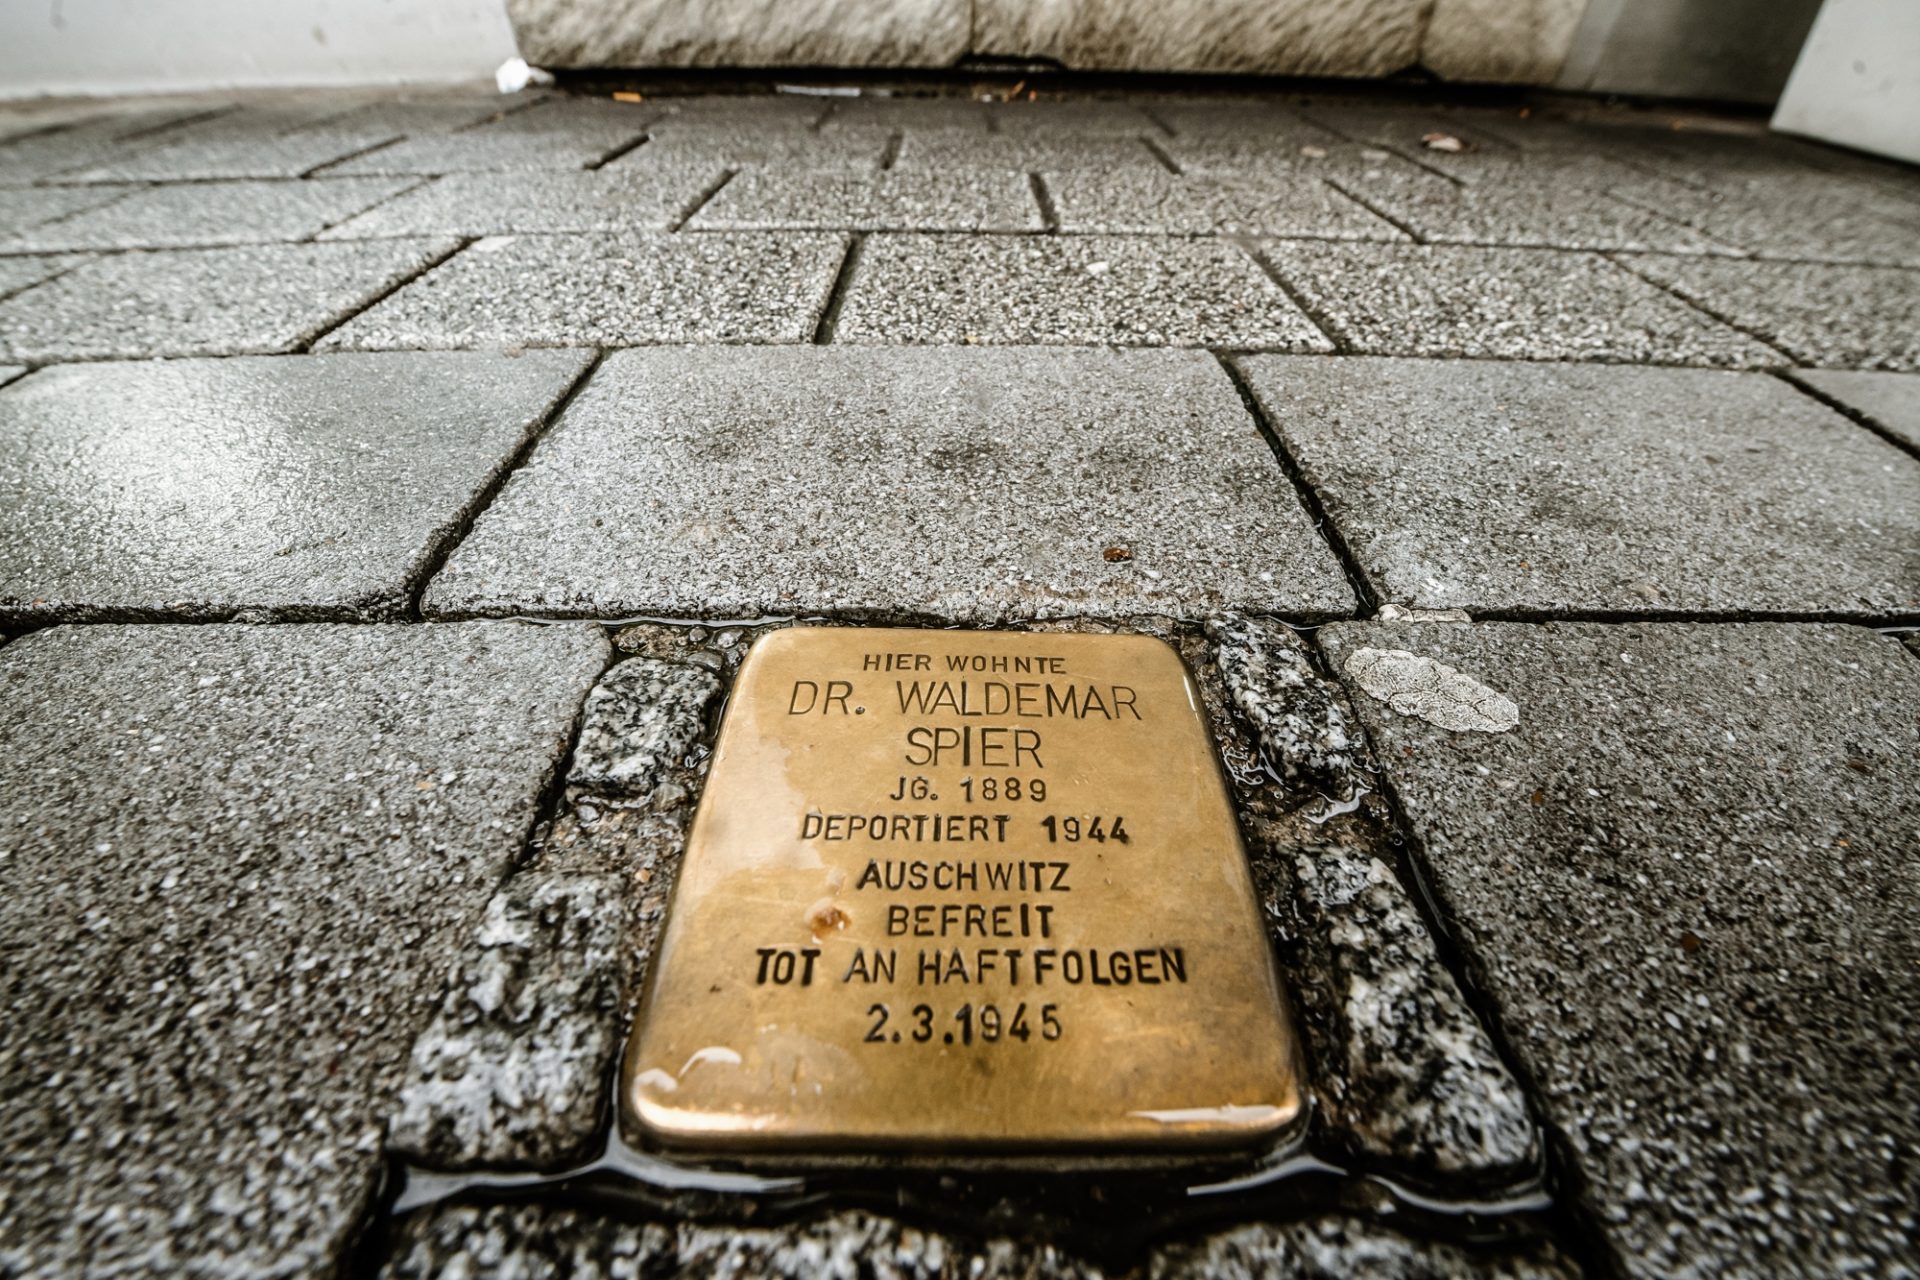 HIER WOHNTE
DR. WALDEMAR
SPIER
JG. 1889
DEPORTIERT 1944
AUSCHWITZ
BEFREIT
TOT AN HAFTFOLGEN
2.3.1945